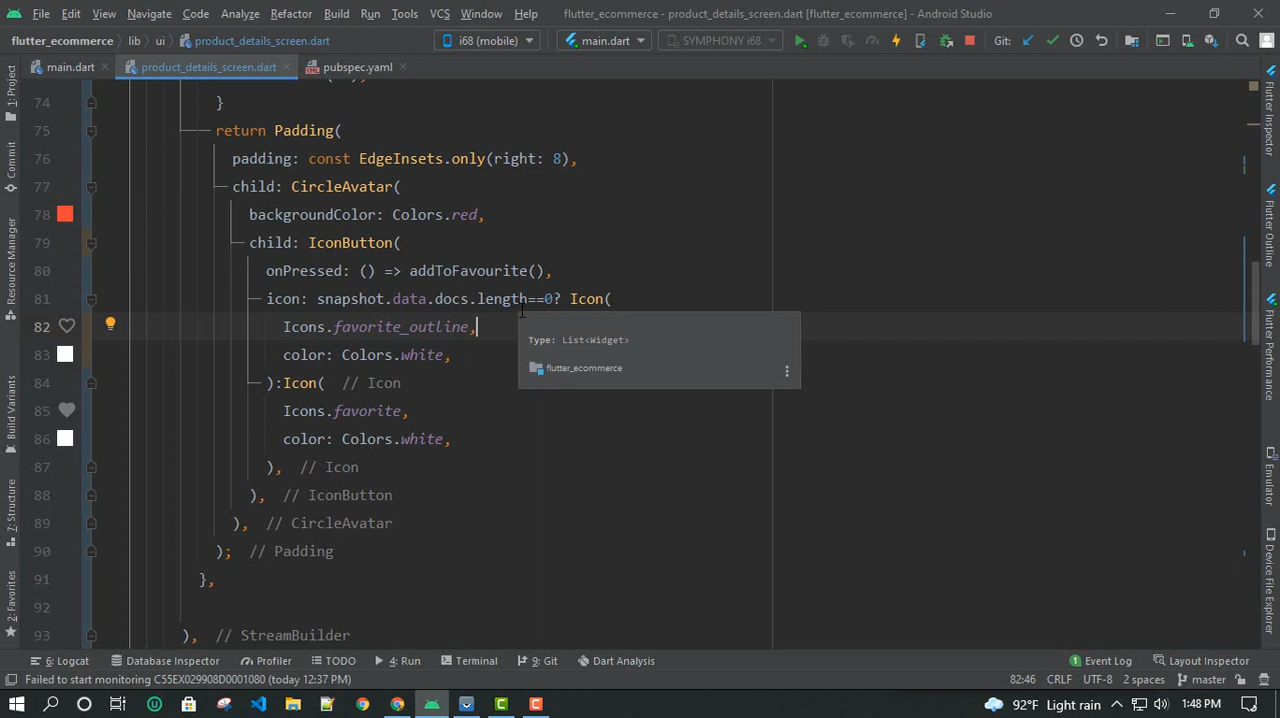 File Edit View Navigate Code Analyze Refactor Build Run Tools VCS Window Help flutter_ecommerce - product_details_screen.dart [flutter_ecommerce] - Android Studio
flutter_ecommerce lib ui product_details_screen.dart i68 (mobile) main.dart SYMPHONY i68 Git:
main.dart product_details_screen.dart pubspec.yaml
1: Project
Commit
Resource Manager
Build Variants
7: Structure
2: Favorites
74 }
75 return Padding(
76 padding: const EdgeInsets.only(right: 8),
77 child: CircleAvatar(
78 backgroundColor: Colors.red,
79 child: IconButton(
80 onPressed: () => addToFavourite(),
81 icon: snapshot.data.docs.length==0? Icon(
82 Icons.favorite_outline,
83 color: Colors.white,
84 ):Icon( // Icon
85 Icons.favorite,
86 color: Colors.white,
87 ), // Icon
88 ), // IconButton
89 ), // CircleAvatar
90 ); // Padding
91 },
92
93 ), // StreamBuilder
Type: List<Widget>
flutter_ecommerce
Flutter Inspector
Flutter Outline
Flutter Performance
Emulator
Device File Explorer
6: Logcat Database Inspector Profiler TODO 4: Run Terminal 9: Git Dart Analysis 1 Event Log Layout Inspector
Failed to start monitoring C55EX029908D0001080 (today 12:37 PM) 82:46 CRLF UTF-8 2 spaces master
92°F Light rain 1:48 PM